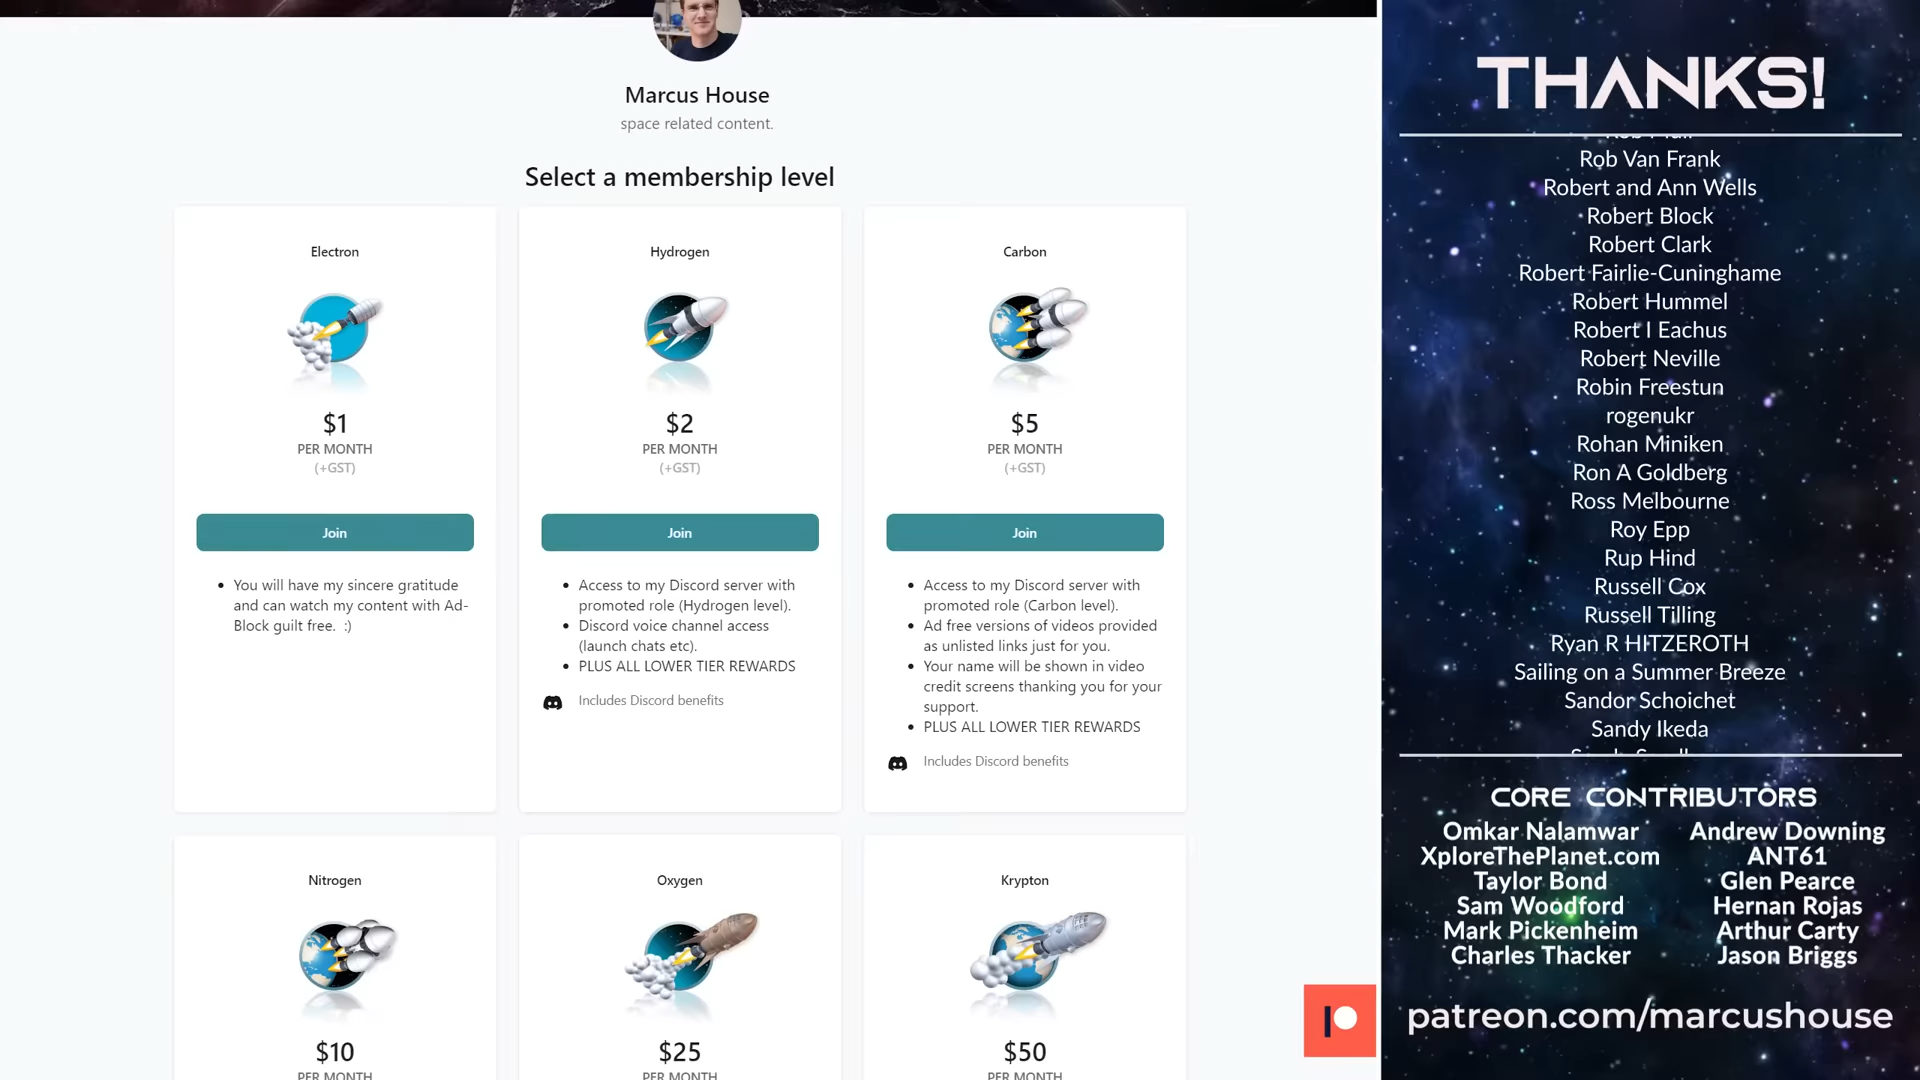 Marcus House
space related content.
Select a membership level
Electron
$1
PER MONTH
(+GST)
Join
• You will have my sincere gratitude
and can watch my content with Ad-
Block guilt free. :)
Hydrogen
$2
PER MONTH
(+GST)
Join
• Access to my Discord server with
promoted role (Hydrogen level).
• Discord voice channel access
(launch chats etc).
• PLUS ALL LOWER TIER REWARDS
Includes Discord benefits
Carbon
$5
PER MONTH
(+GST)
Join
• Access to my Discord server with
promoted role (Carbon level).
• Ad free versions of videos provided
as unlisted links just for you.
• Your name will be shown in video
credit screens thanking you for your
support.
• PLUS ALL LOWER TIER REWARDS
Includes Discord benefits
Nitrogen
$10
PER MONTH
Oxygen
$25
PER MONTH
Krypton
$50
PER MONTH
THANKS!
Rob Van Frank
Robert and Ann Wells
Robert Block
Robert Clark
Robert Fairlie-Cuninghame
Robert Hummel
Robert I Eachus
Robert Neville
Robin Freestun
rogenukr
Rohan Miniken
Ron A Goldberg
Ross Melbourne
Roy Epp
Rup Hind
Russell Cox
Russell Tilling
Ryan R HITZEROTH
Sailing on a Summer Breeze
Sandor Schoichet
Sandy Ikeda
CORE CONTRIBUTORS
Omkar Nalamwar
XploreThePlanet.com
Taylor Bond
Sam Woodford
Mark Pickenheim
Charles Thacker
Andrew Downing
ANT61
Glen Pearce
Hernan Rojas
Arthur Carty
Jason Briggs
patreon.com/marcushouse